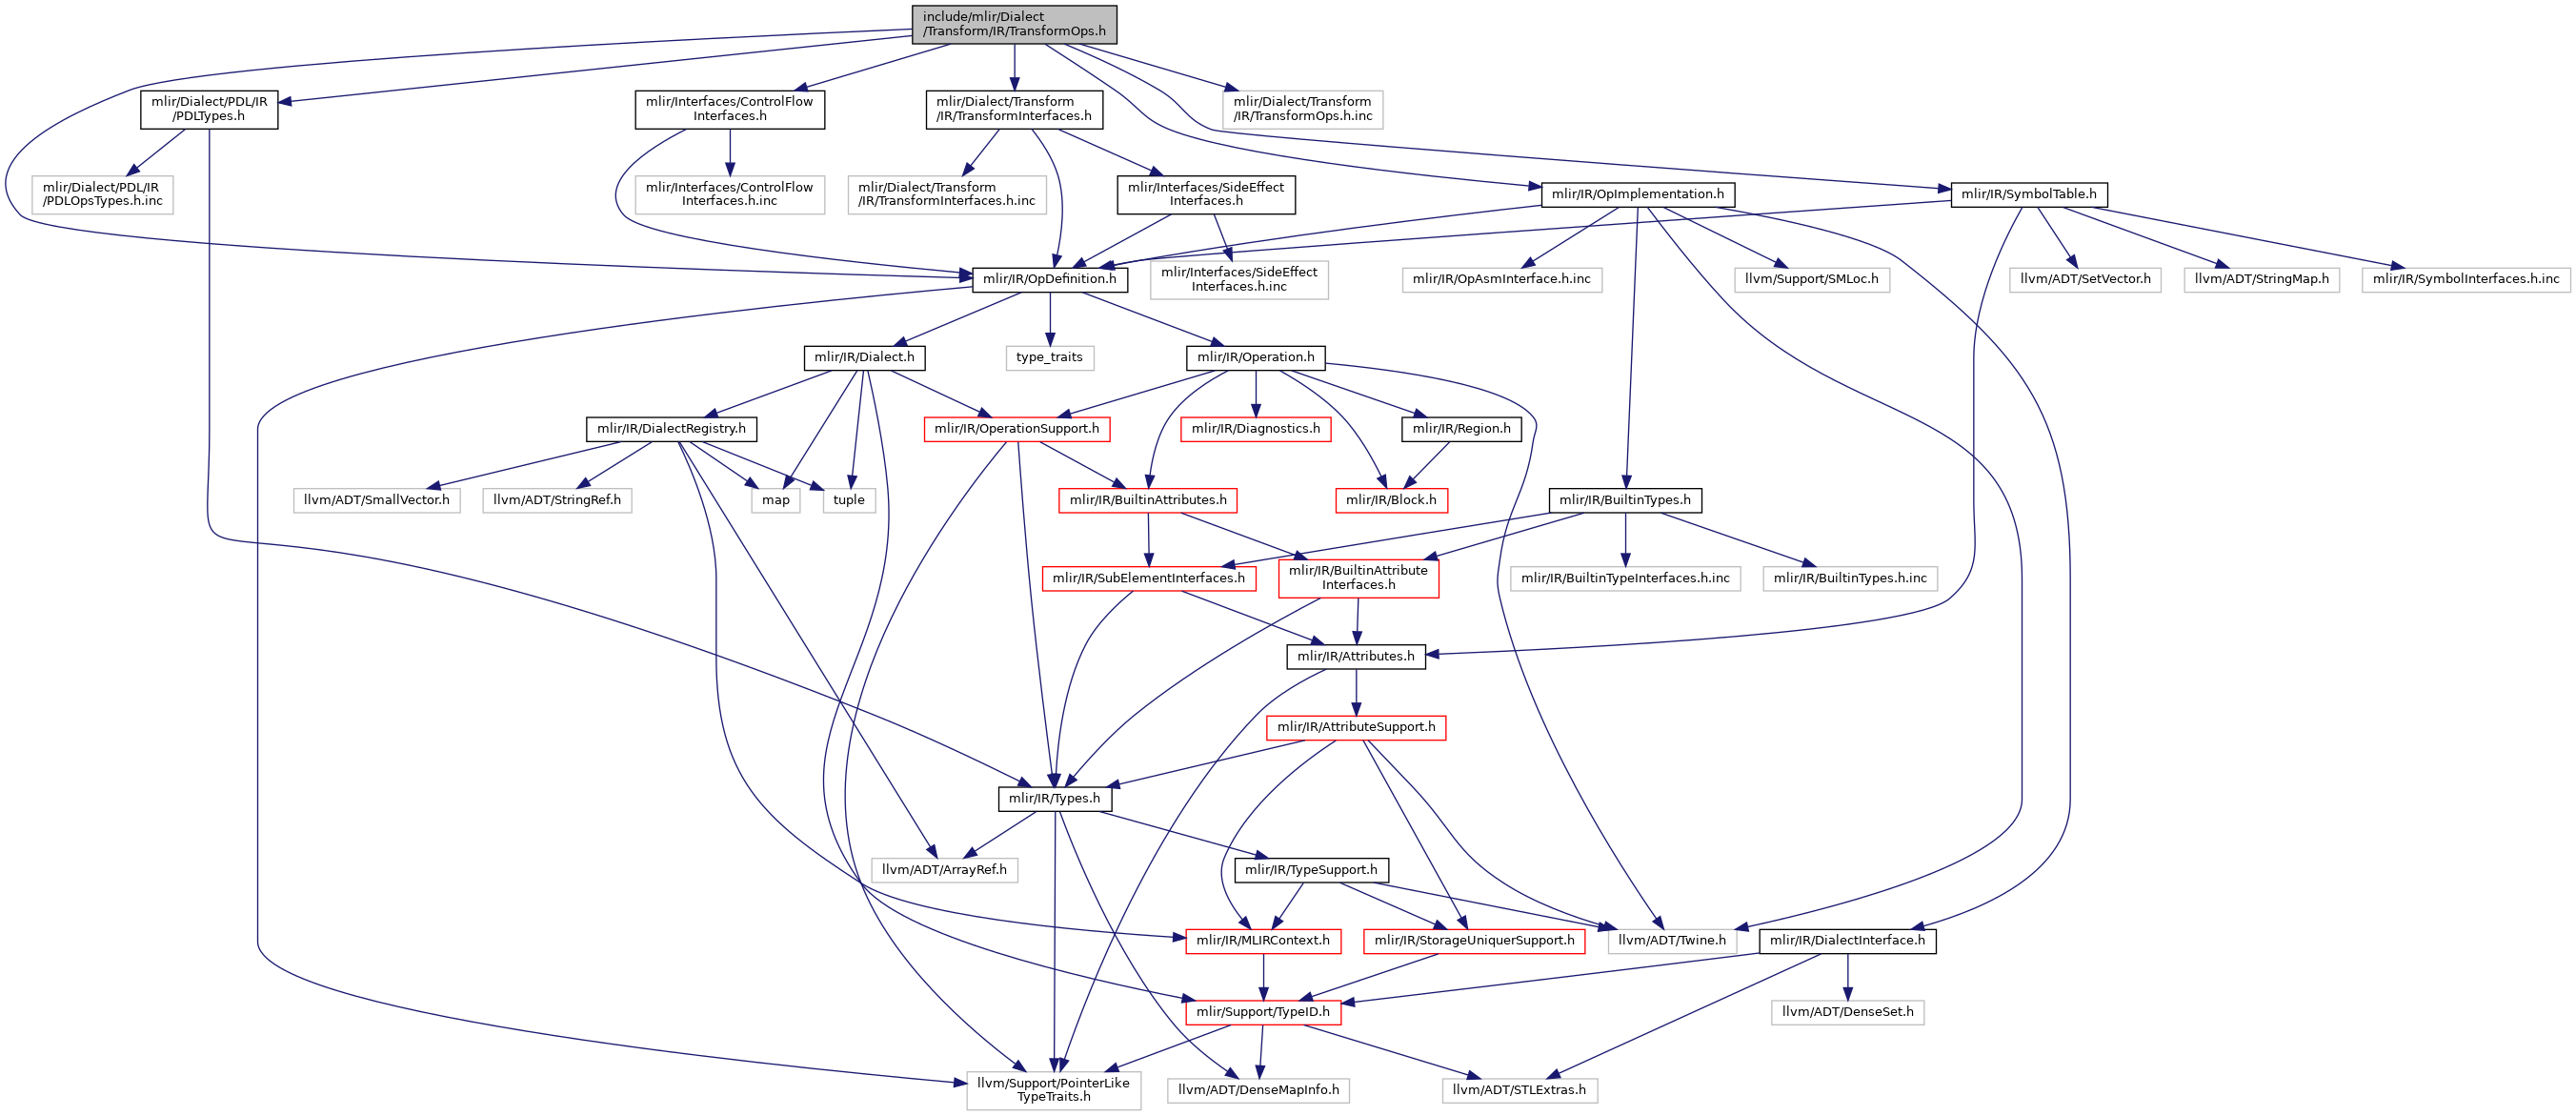 include/mlir/Dialect
/Transform/IR/TransformOps.h
mlir/Dialect/PDL/IR
/PDLTypes.h
mlir/Interfaces/ControlFlow
Interfaces.h
mlir/Dialect/Transform
/IR/TransformInterfaces.h
mlir/Dialect/Transform
/IR/TransformOps.h.inc
mlir/Dialect/PDL/IR
/PDLOpsTypes.h.inc
mlir/Interfaces/ControlFlow
Interfaces.h.inc
mlir/Dialect/Transform
/IR/TransformInterfaces.h.inc
mlir/Interfaces/SideEffect
Interfaces.h
mlir/IR/OpImplementation.h
mlir/IR/SymbolTable.h
mlir/IR/OpDefinition.h
mlir/Interfaces/SideEffect
Interfaces.h.inc
mlir/IR/OpAsmInterface.h.inc
llvm/Support/SMLoc.h
llvm/ADT/SetVector.h
llvm/ADT/StringMap.h
mlir/IR/SymbolInterfaces.h.inc
mlir/IR/Dialect.h
type_traits
mlir/IR/Operation.h
mlir/IR/DialectRegistry.h
mlir/IR/OperationSupport.h
mlir/IR/Diagnostics.h
mlir/IR/Region.h
llvm/ADT/SmallVector.h
llvm/ADT/StringRef.h
map
tuple
mlir/IR/BuiltinAttributes.h
mlir/IR/Block.h
mlir/IR/BuiltinTypes.h
mlir/IR/SubElementInterfaces.h
mlir/IR/BuiltinAttribute
Interfaces.h
mlir/IR/BuiltinTypeInterfaces.h.inc
mlir/IR/BuiltinTypes.h.inc
mlir/IR/Attributes.h
mlir/IR/AttributeSupport.h
mlir/IR/Types.h
llvm/ADT/ArrayRef.h
mlir/IR/TypeSupport.h
mlir/IR/MLIRContext.h
mlir/IR/StorageUniquerSupport.h
llvm/ADT/Twine.h
mlir/IR/DialectInterface.h
mlir/Support/TypeID.h
llvm/ADT/DenseSet.h
llvm/Support/PointerLike
TypeTraits.h
llvm/ADT/DenseMapInfo.h
llvm/ADT/STLExtras.h